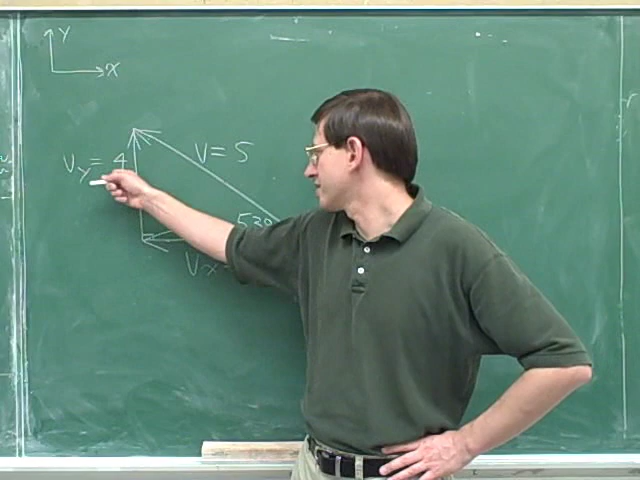 Y
X
V = 5
Vy = 4
53°
Vx